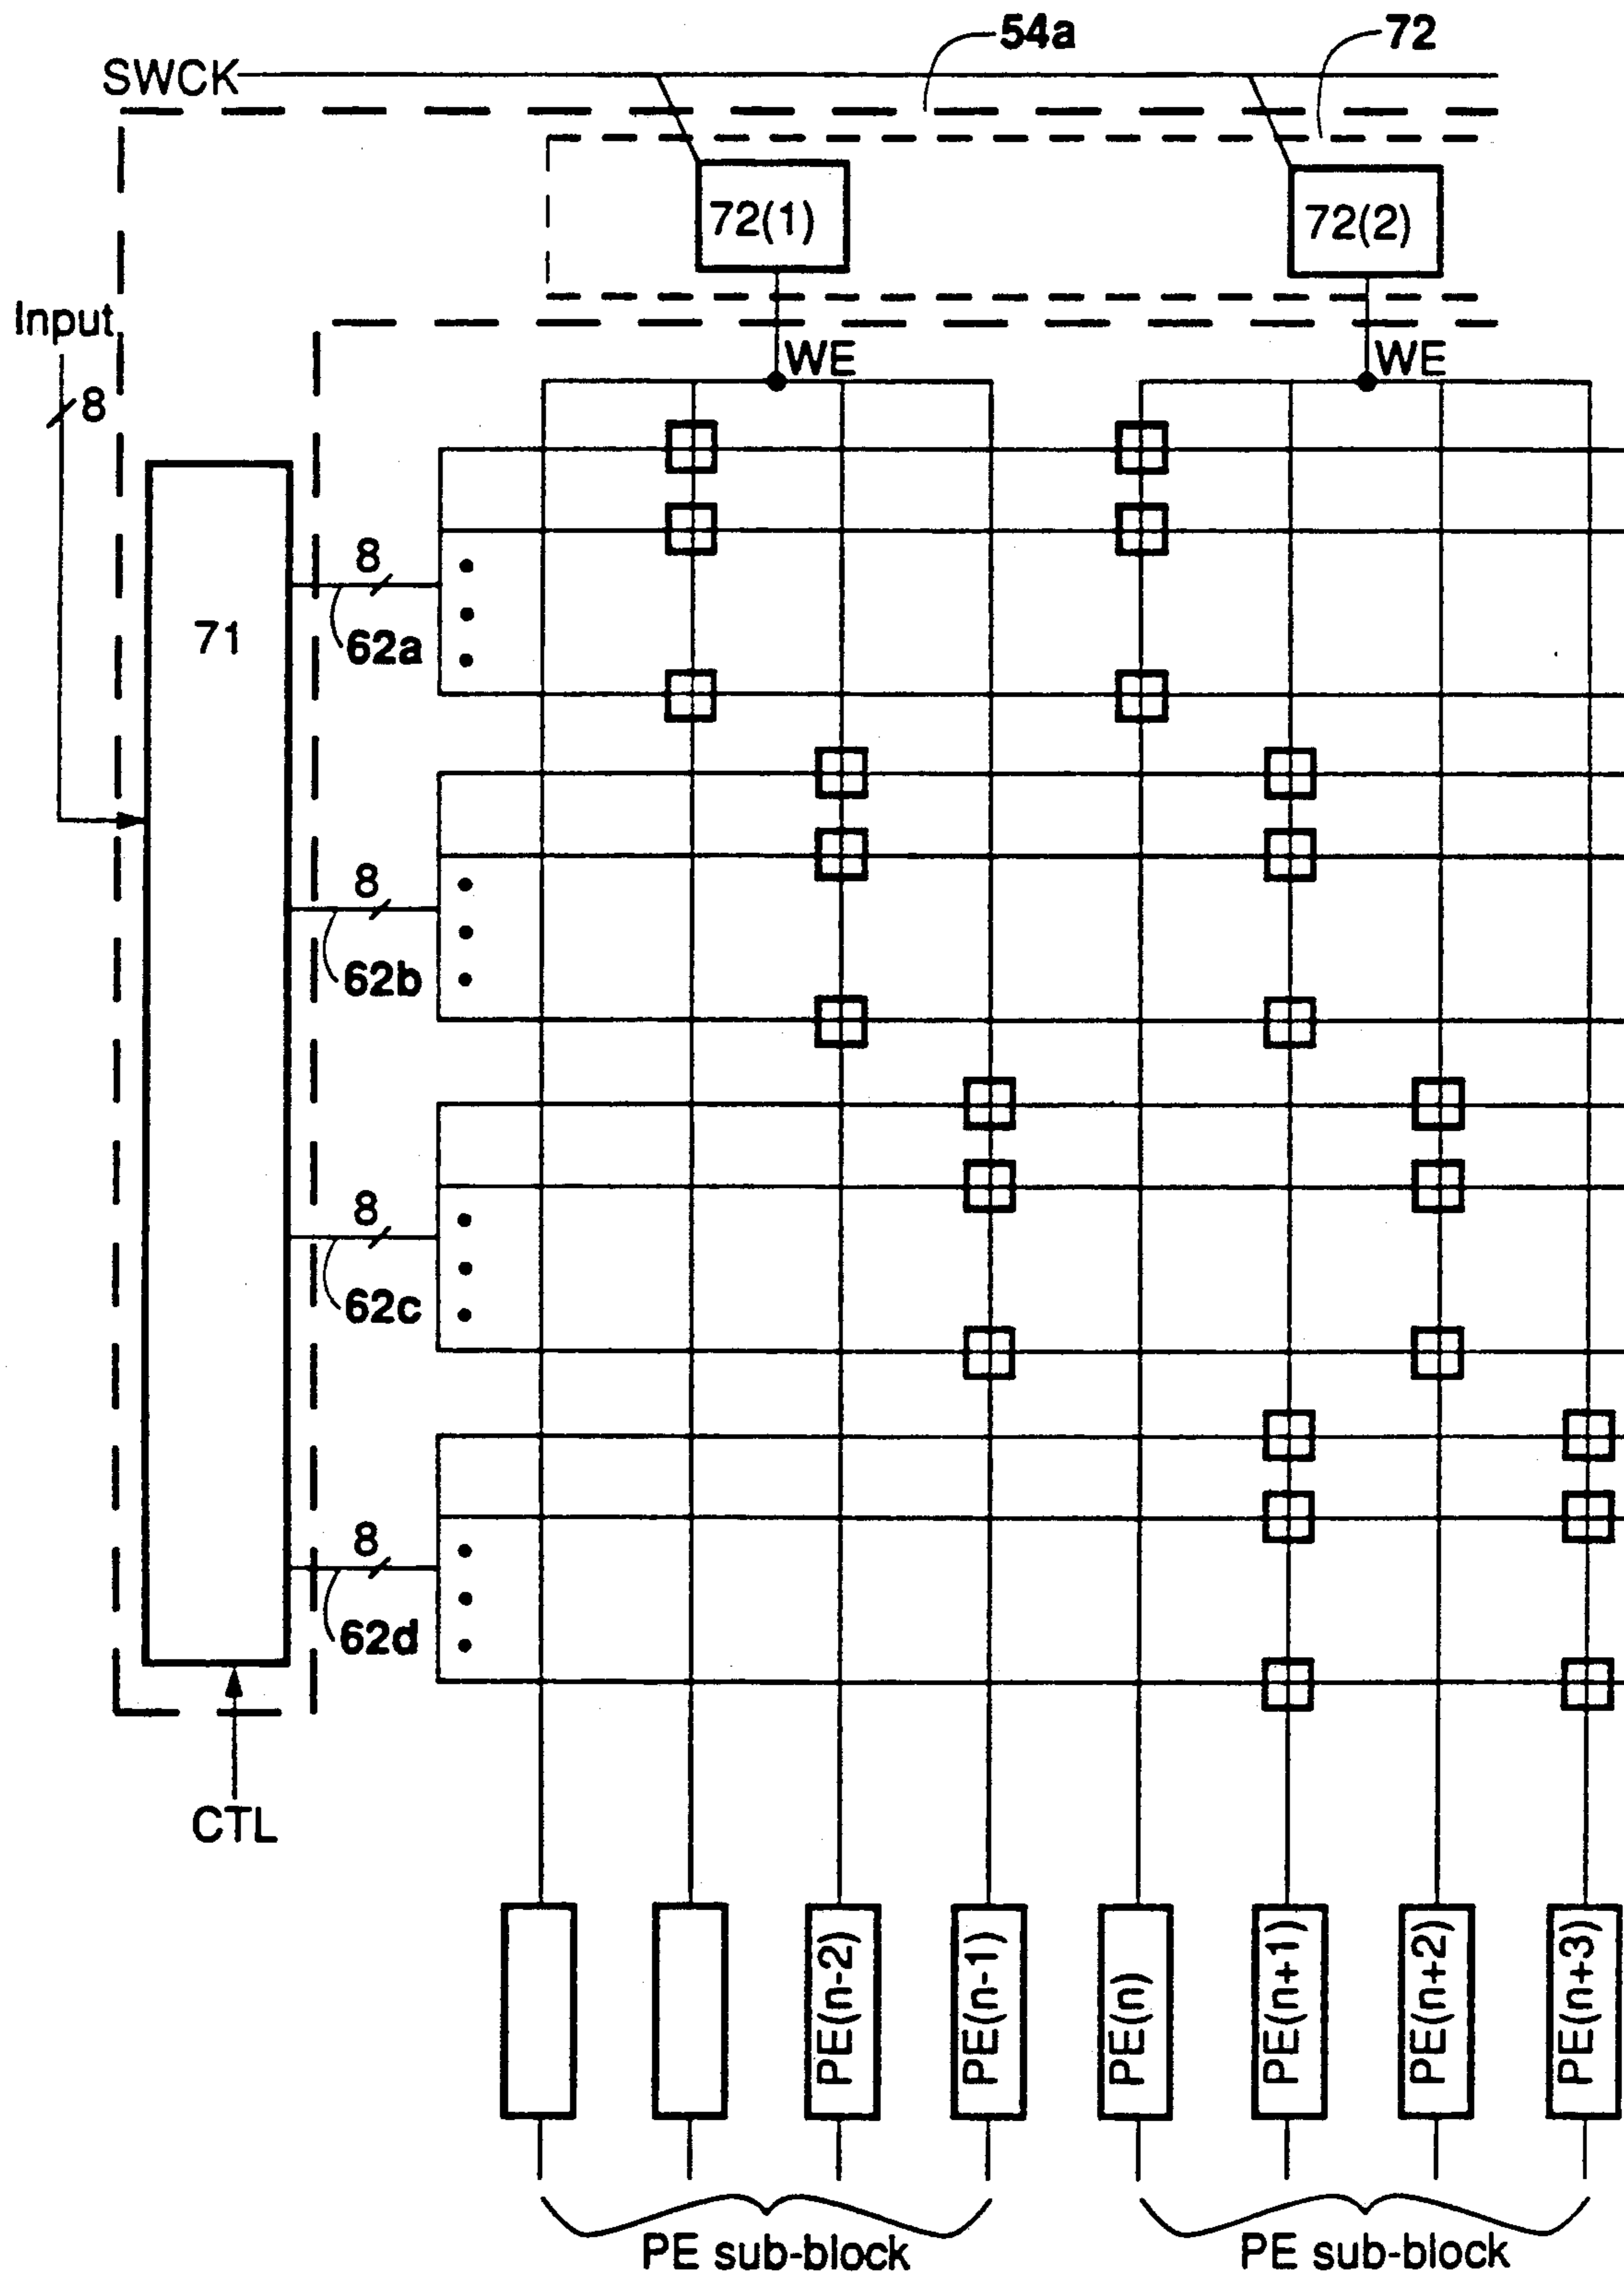 54a
72
SWCK
72(1)
72(2)
Input
8
WE
WE
71
8
62a
8
62b
8
62c
8
62d
CTL
PE(n-2)
PE(n-1)
PE(n)
PE(n+1)
PE(n+2)
PE(n+3)
PE sub-block
PE sub-block